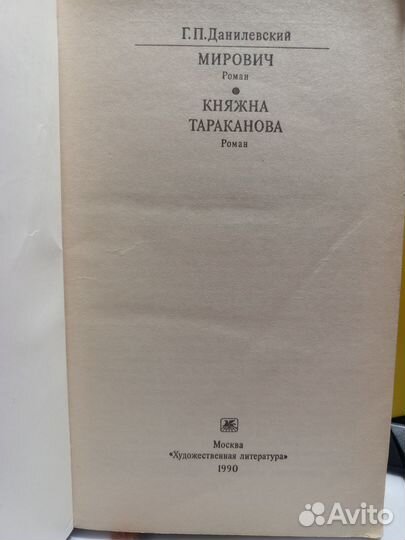 Г.П.Данилевский
МИРОВИЧ
Роман
КНЯЖНА
ТАРАКАНОВА
Роман
Москва
«Художественная литература»
1990
Avito